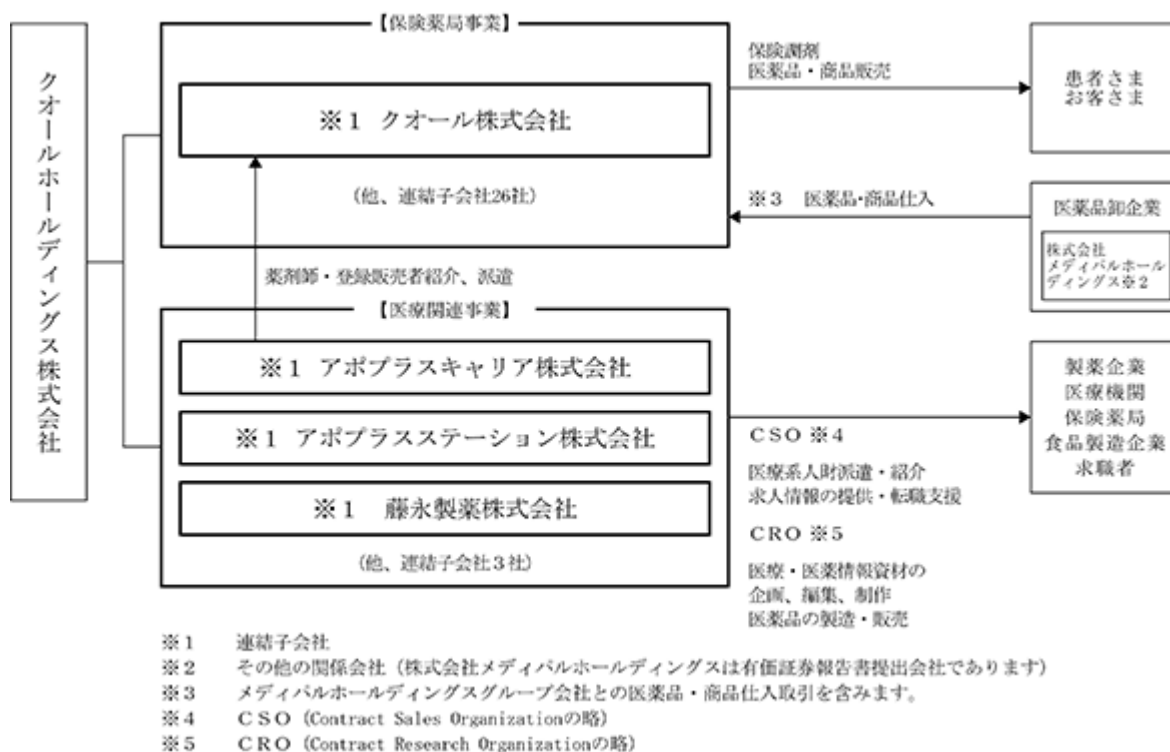 クオールホールディングス株式会社
【保険薬局事業】
※1 クオール株式会社
(他、連結子会社26社)
保険調剤
医薬品・商品販売
患者さま
お客さま
※3 医薬品・商品仕入
医薬品卸企業
株式会社
メディパルホール
ディングス※2
薬剤師・登録販売者紹介、派遣
【医療関連事業】
※1 アポプラスキャリア株式会社
※1 アポプラスステーション株式会社
※1 藤永製薬株式会社
(他、連結子会社3社)
CSO ※4
医療系人財派遣・紹介
求人情報の提供・転職支援
CRO ※5
医療・医薬情報資材の
企画、編集、制作
医薬品の製造・販売
製薬企業
医療機関
保険薬局
食品製造企業
求職者
※1 連結子会社
※2 その他の関係会社(株式会社メディパルホールディングスは有価証券報告書提出会社であります)
※3 メディパルホールディングスグループ会社との医薬品・商品仕入取引を含みます。
※4 CSO (Contract Sales Organizationの略)
※5 CRO (Contract Research Organizationの略)